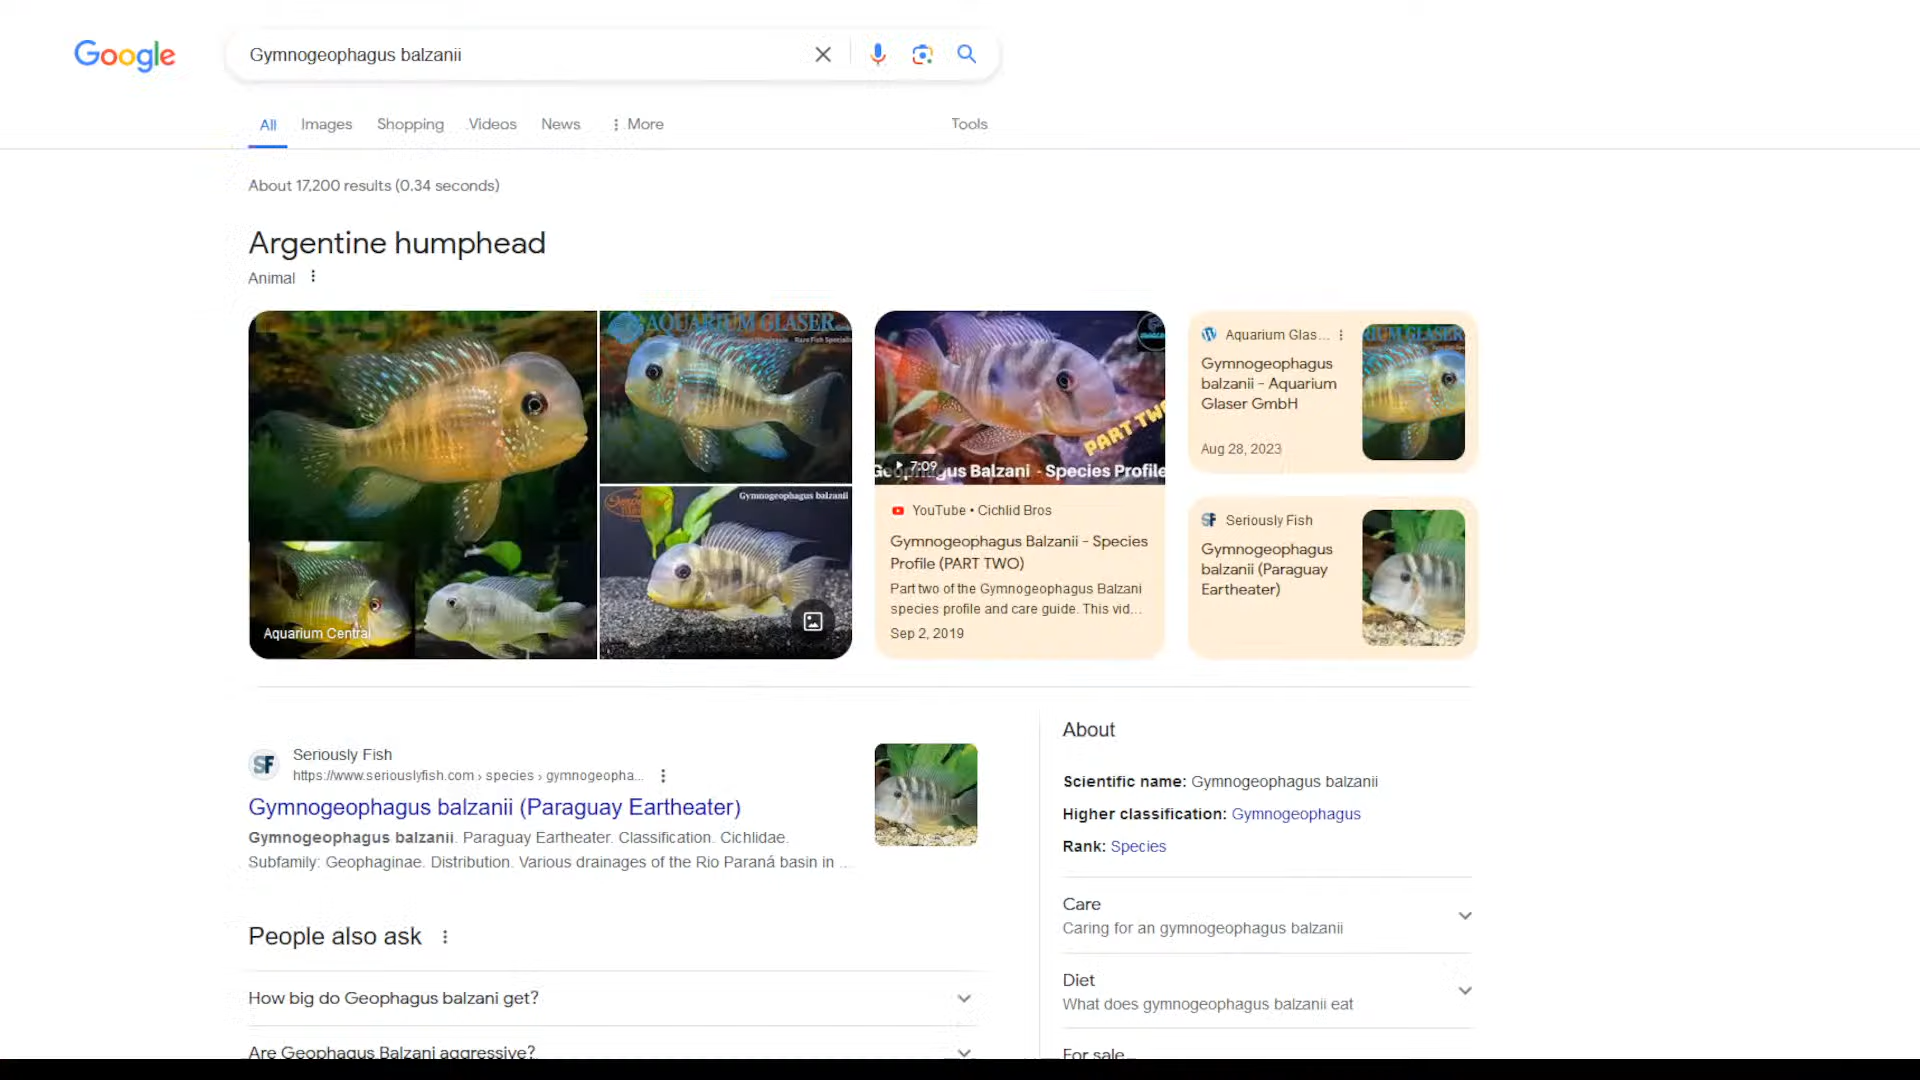 Google
Gymnogeophagus balzanii
All
Images
Shopping
Videos
News
More
Tools
About 17,200 results (0.34 seconds)
Argentine humphead
Animal
AQUARIUM GLASER
Gymnogeophagus balzanii
Aquarium Central
PART TWO
7:09
Geophagus Balzani - Species Profile
YouTube • Cichlid Bros
Gymnogeophagus Balzanii - Species
Profile (PART TWO)
Part two of the Gymnogeophagus Balzani
species profile and care guide. This vid...
Sep 2, 2019
Aquarium Glas...
Gymnogeophagus
balzanii - Aquarium
Glaser GmbH
Aug 28, 2023
Seriously Fish
Gymnogeophagus
balzanii (Paraguay
Eartheater)
SF
Seriously Fish
https://www.seriouslyfish.com › species › gymnogeopha...
Gymnogeophagus balzanii (Paraguay Eartheater)
Gymnogeophagus balzanii. Paraguay Eartheater. Classification. Cichlidae.
Subfamily: Geophaginae. Distribution. Various drainages of the Rio Paraná basin in ...
People also ask
How big do Geophagus balzani get?
Are Geophagus Balzani aggressive?
About
Scientific name: Gymnogeophagus balzanii
Higher classification: Gymnogeophagus
Rank: Species
Care
Caring for an gymnogeophagus balzanii
Diet
What does gymnogeophagus balzanii eat
For sale